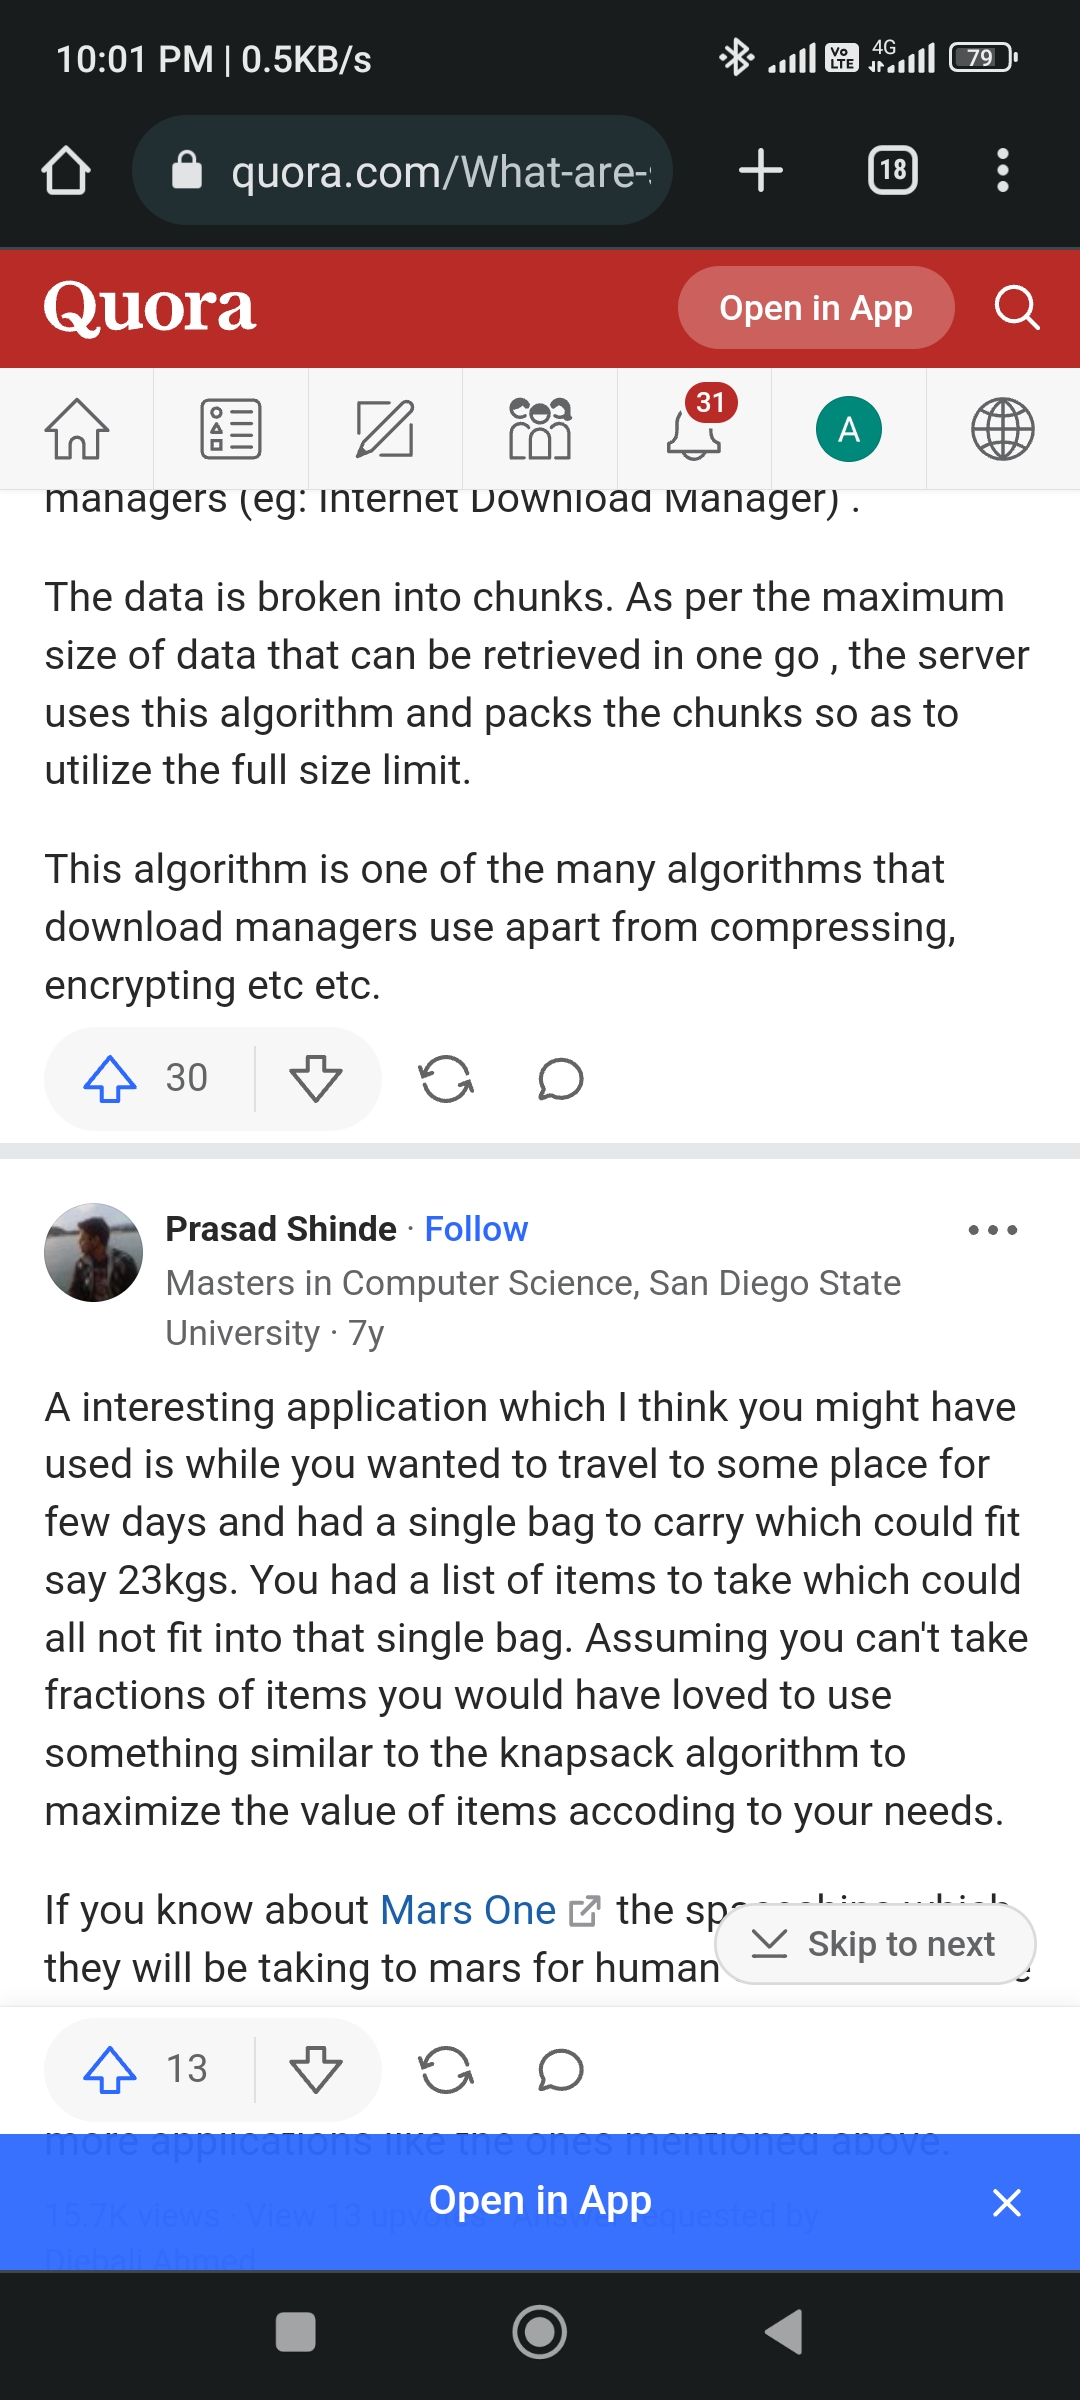 10:01 PM | 0.5KB/s
Vo LTE
4G
79
quora.com/What-are-
18
Quora
Open in App
31
A
managers (eg: Internet Download Manager) .
The data is broken into chunks. As per the maximum
size of data that can be retrieved in one go , the server
uses this algorithm and packs the chunks so as to
utilize the full size limit.
This algorithm is one of the many algorithms that
download managers use apart from compressing,
encrypting etc etc.
30
Prasad Shinde · Follow
Masters in Computer Science, San Diego State
University · 7y
A interesting application which I think you might have
used is while you wanted to travel to some place for
few days and had a single bag to carry which could fit
say 23kgs. You had a list of items to take which could
all not fit into that single bag. Assuming you can't take
fractions of items you would have loved to use
something similar to the knapsack algorithm to
maximize the value of items accoding to your needs.
If you know about Mars One the spaceships which
Skip to next
they will be taking to mars for human
13
more applications like the ones mentioned above.
Open in App
15.7K views · View 13 upvotes requested by
Djebali Ahmed